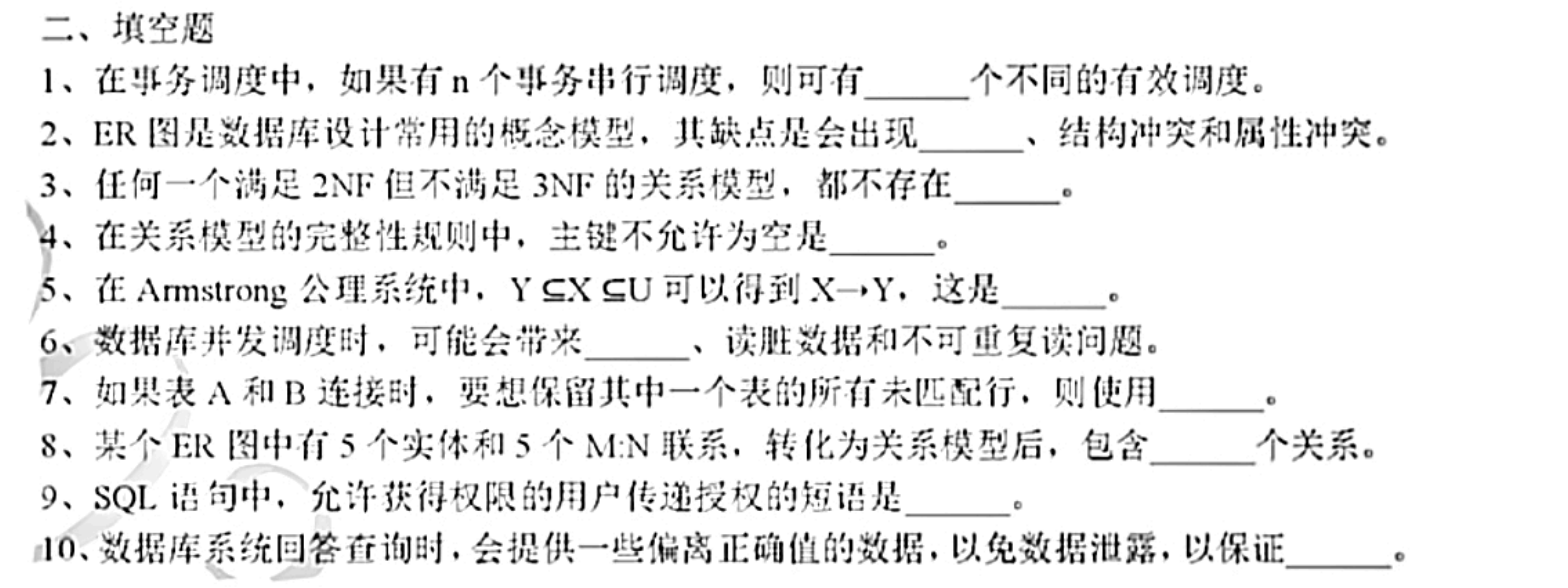 二、填空题
1、在事务调度中，如果有 n 个事务串行调度，则可有______个不同的有效调度。
2、ER 图是数据库设计常用的概念模型，其缺点是会出现______、结构冲突和属性冲突。
3、任何一个满足 2NF 但不满足 3NF 的关系模型，都不存在______。
4、在关系模型的完整性规则中，主键不允许为空是______。
5、在 Armstrong 公理系统中，Y⊆X⊆U 可以得到 X→Y，这是______。
6、数据库并发调度时，可能会带来______、读脏数据和不可重复读问题。
7、如果表 A 和 B 连接时，要想保留其中一个表的所有未匹配行，则使用______。
8、某个 ER 图中有 5 个实体和 5 个 M:N 联系，转化为关系模型后，包含______个关系。
9、SQL 语句中，允许获得权限的用户传递授权的短语是______。
10、数据库系统回答查询时，会提供一些偏离正确值的数据，以免数据泄露，以保证______。